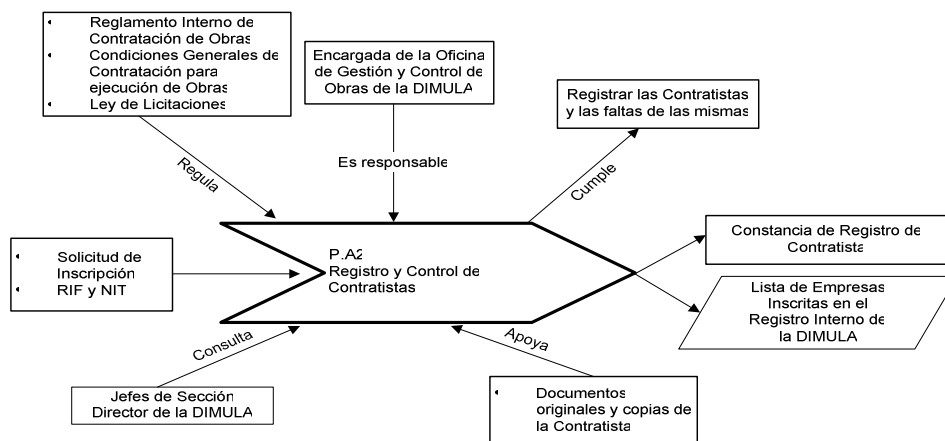 • Reglamento Interno de
Contratación de Obras
• Condiciones Generales de
Contratación para
ejecución de Obras
• Ley de Licitaciones
Encargada de la Oficina
de Gestión y Control de
Obras de la DIMULA
Registrar las Contratistas
y las faltas de las mismas
Regula
Es responsable
Cumple
• Solicitud de
Inscripción
• RIF y NIT
P.A2
Registro y Control de
Contratistas
Constancia de Registro de
Contratista
Lista de Empresas
Inscritas en el
Registro Interno de
la DIMULA
Consulta
Apoya
Jefes de Sección
Director de la DIMULA
• Documentos
originales y copias de
la Contratista